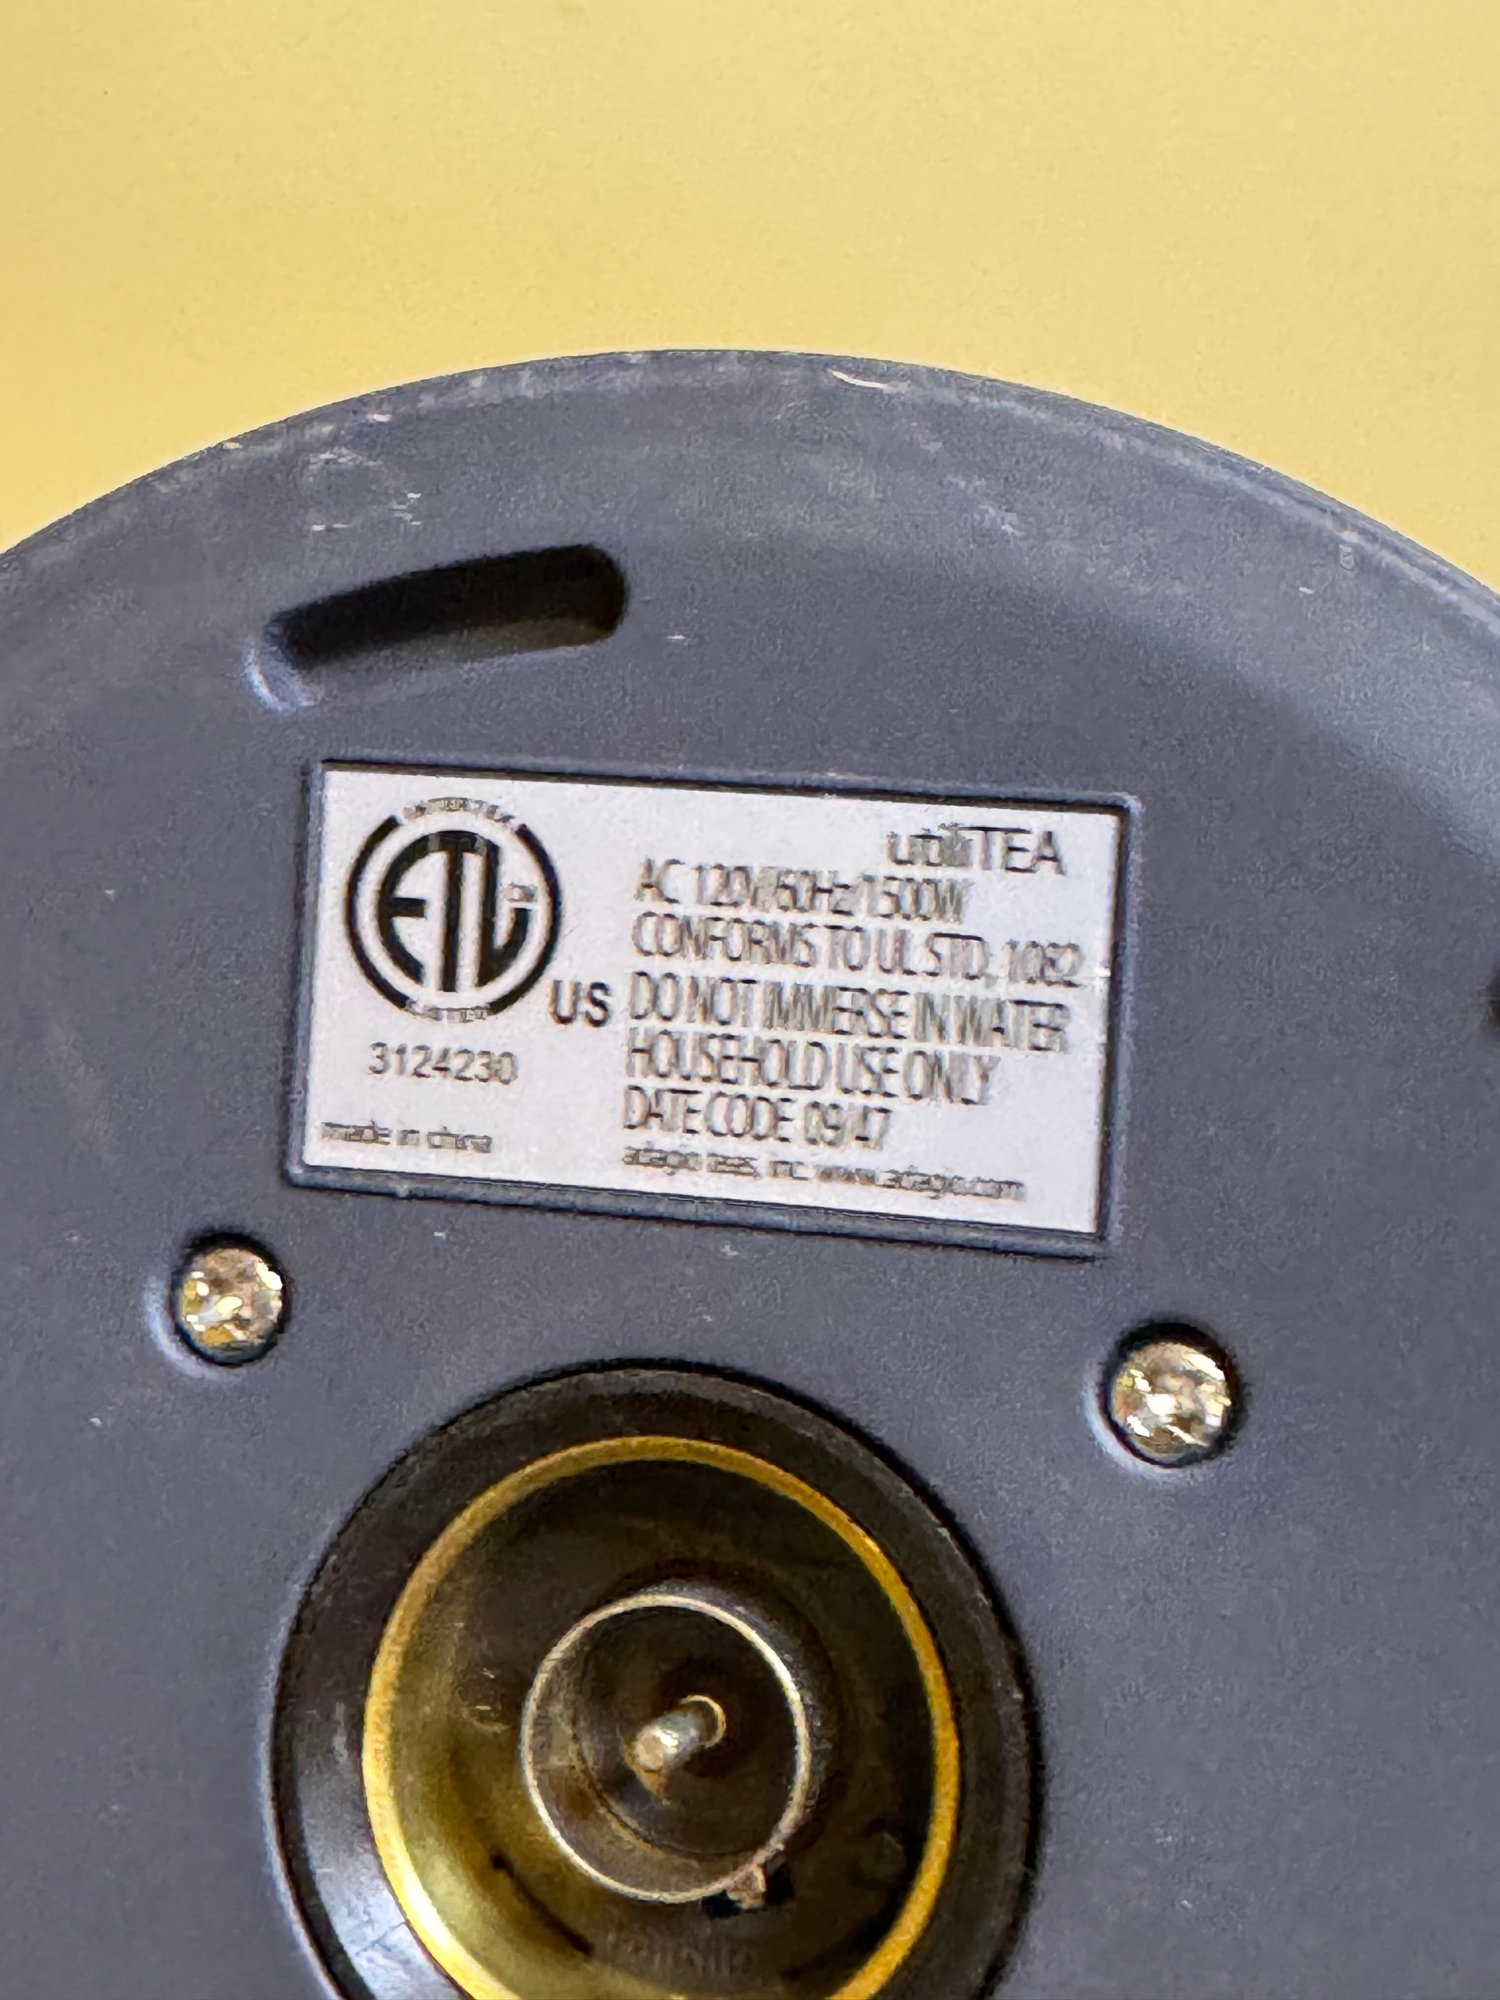 utiliTEA
AC 120V/60Hz/1500W
CONFORMS TO UL STD. 1082
DO NOT IMMERSE IN WATER
HOUSEHOLD USE ONLY
DATE CODE 09/47
adagio teas, inc. www.adagio.com
ETL
CM
US
3124230
made in china